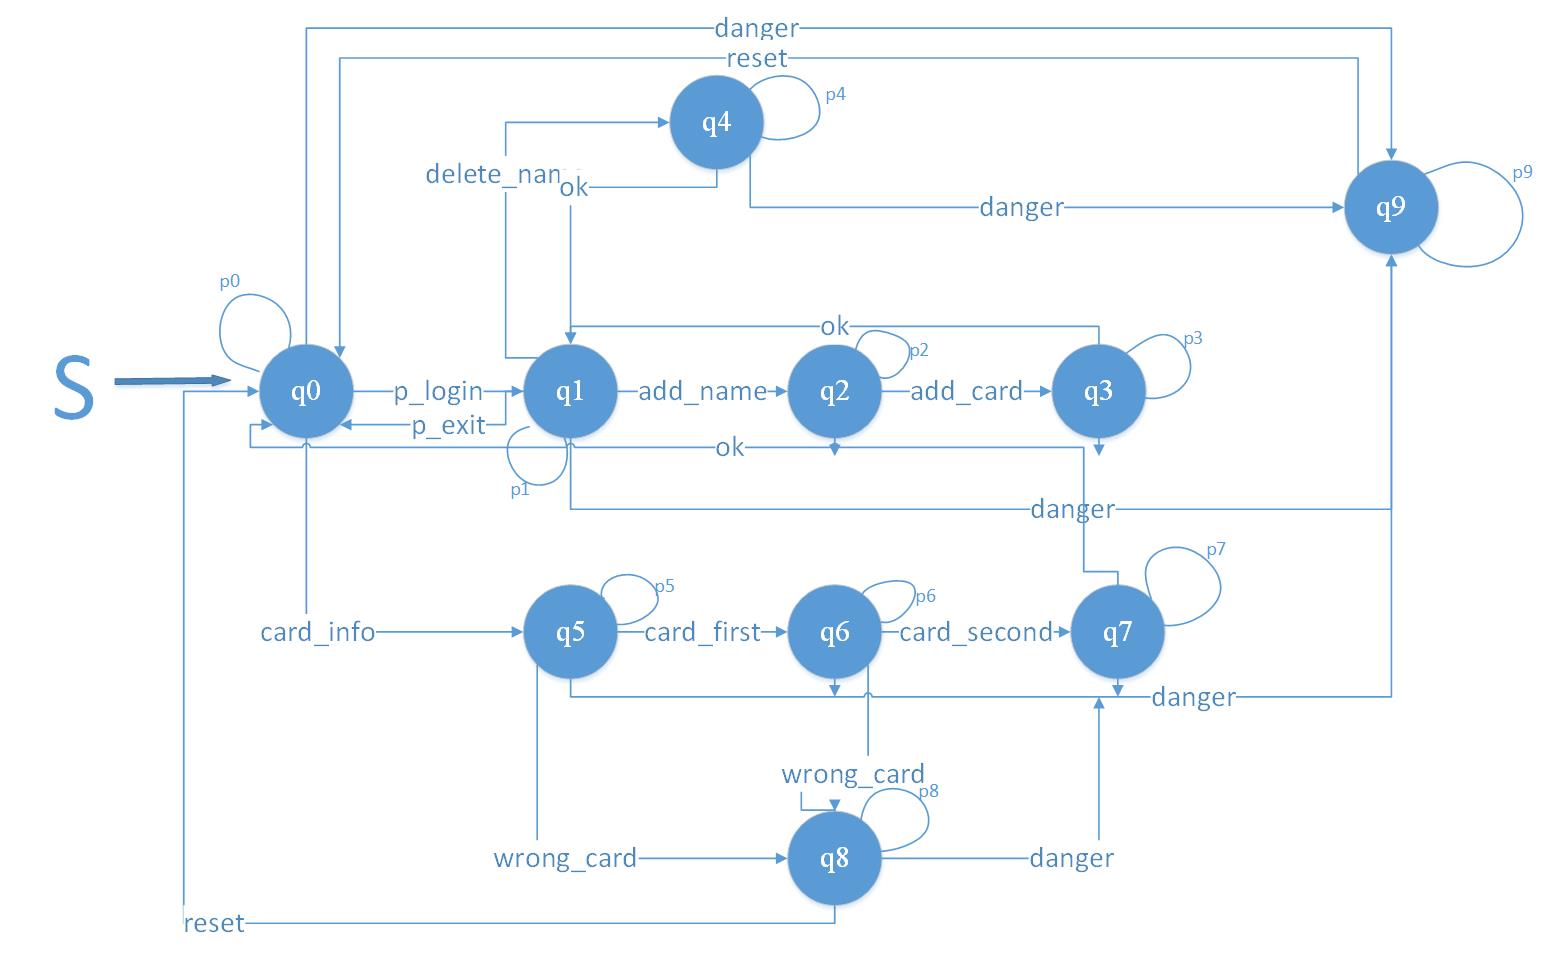 danger
reset
q4
p4
delete_nam
ok
danger
q9
p9
p0
S
q0
p_login
p_exit
q1
p1
add_name
q2
p2
add_card
q3
p3
ok
ok
danger
card_info
q5
p5
card_first
q6
p6
card_second
q7
p7
danger
wrong_card
wrong_card
q8
p8
danger
reset